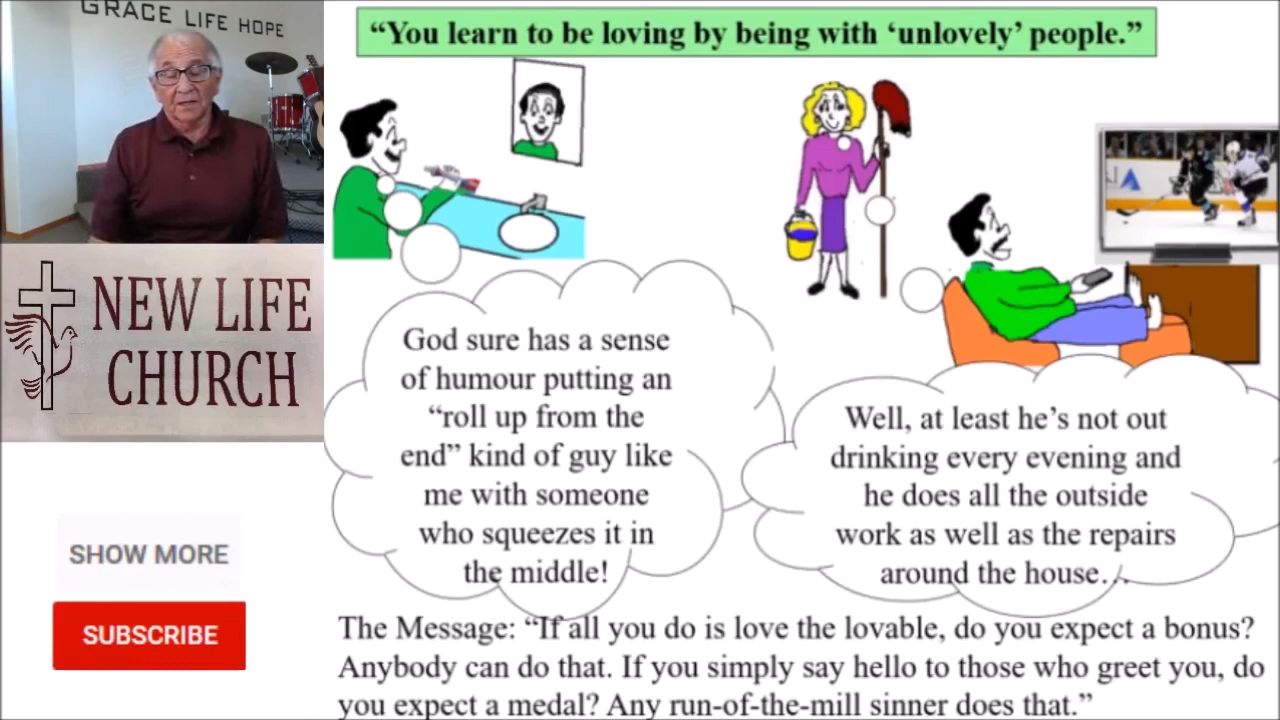 GRACE LIFE HOPE
“You learn to be loving by being with ‘unlovely’ people.”
NEW LIFE
CHURCH
God sure has a sense
of humour putting an
“roll up from the
end” kind of guy like
me with someone
who squeezes it in
the middle!
Well, at least he’s not out
drinking every evening and
he does all the outside
work as well as the repairs
around the house…
SHOW MORE
SUBSCRIBE
The Message: “If all you do is love the lovable, do you expect a bonus?
Anybody can do that. If you simply say hello to those who greet you, do
you expect a medal? Any run-of-the-mill sinner does that.”